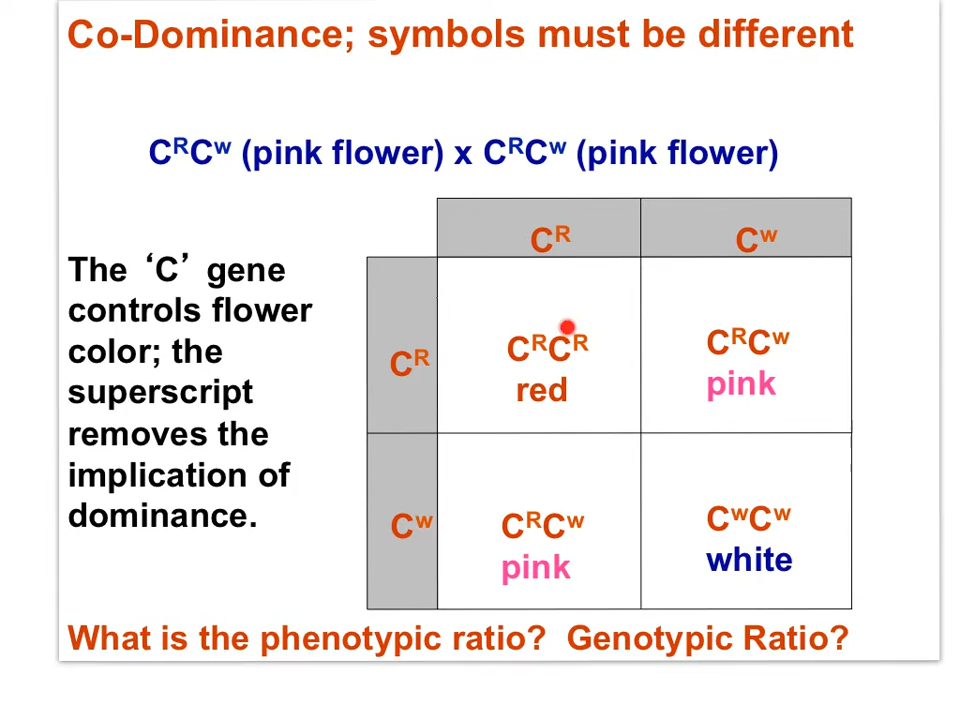 Co-Dominance; symbols must be different
CᴿCʷ (pink flower) x CᴿCʷ (pink flower)
The ‘C’ gene
controls flower
color; the
superscript
removes the
implication of
dominance.
Cᴿ Cʷ
Cᴿ
CᴿCᴿ
red
CᴿCʷ
pink
Cʷ
CᴿCʷ
pink
CʷCʷ
white
What is the phenotypic ratio? Genotypic Ratio?